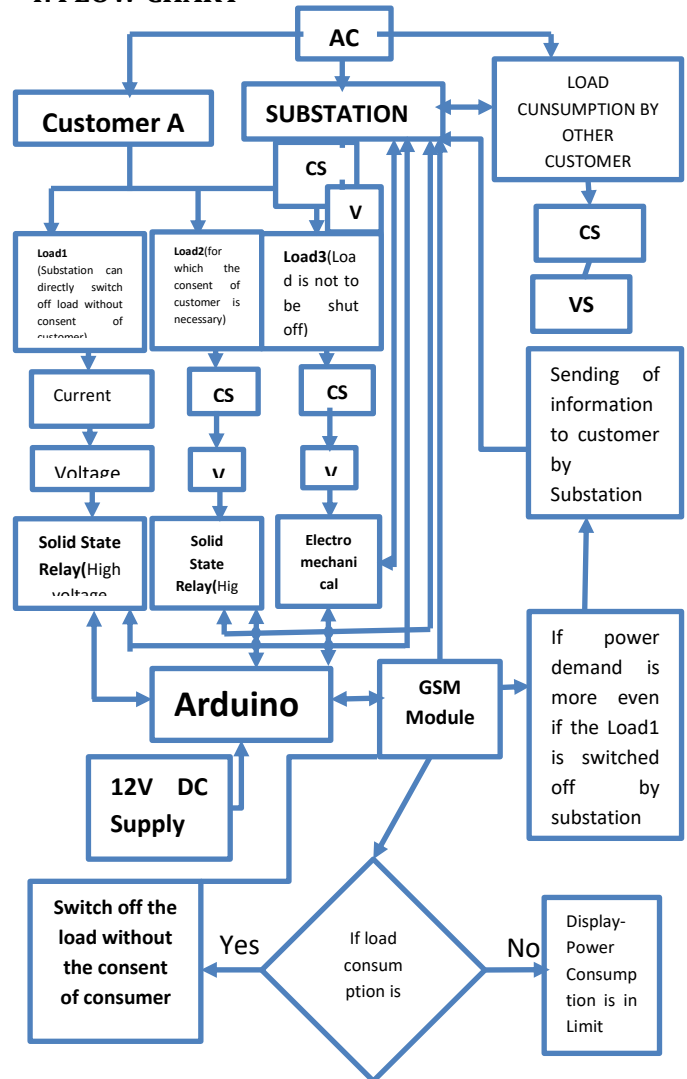 AC
LOAD
CUNSUMPTION BY
OTHER
CUSTOMER
Customer A
SUBSTATION
CS
V
CS
VS
Load1
(Substation can
directly switch
off load without
consent of
customer)
Load2(for
which the
consent of
customer is
necessary)
Load3(Loa
d is not to
be shut
off)
Current
CS
CS
Voltage
V
V
Sending of
information
to customer
by
Substation
Solid State
Relay(High
voltage
Solid
State
Relay(Hig
Electro
mechani
cal
Arduino
GSM
Module
If power
demand is
more even
if the Load1
is switched
off by
substation
12V DC
Supply
Switch off the
load without
the consent
of consumer
Yes
If load
consum
ption is
No
Display-
Power
Consump
tion is in
Limit